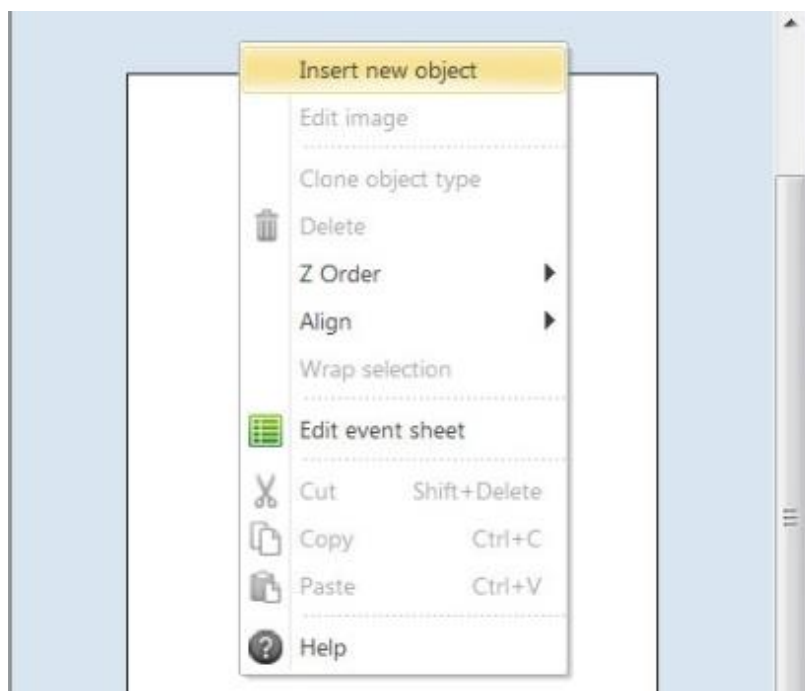 Insert new object
Edit image
Clone object type
Delete
Z Order
Align
Wrap selection
Edit event sheet
Cut Shift+Delete
Copy Ctrl+C
Paste Ctrl+V
Help